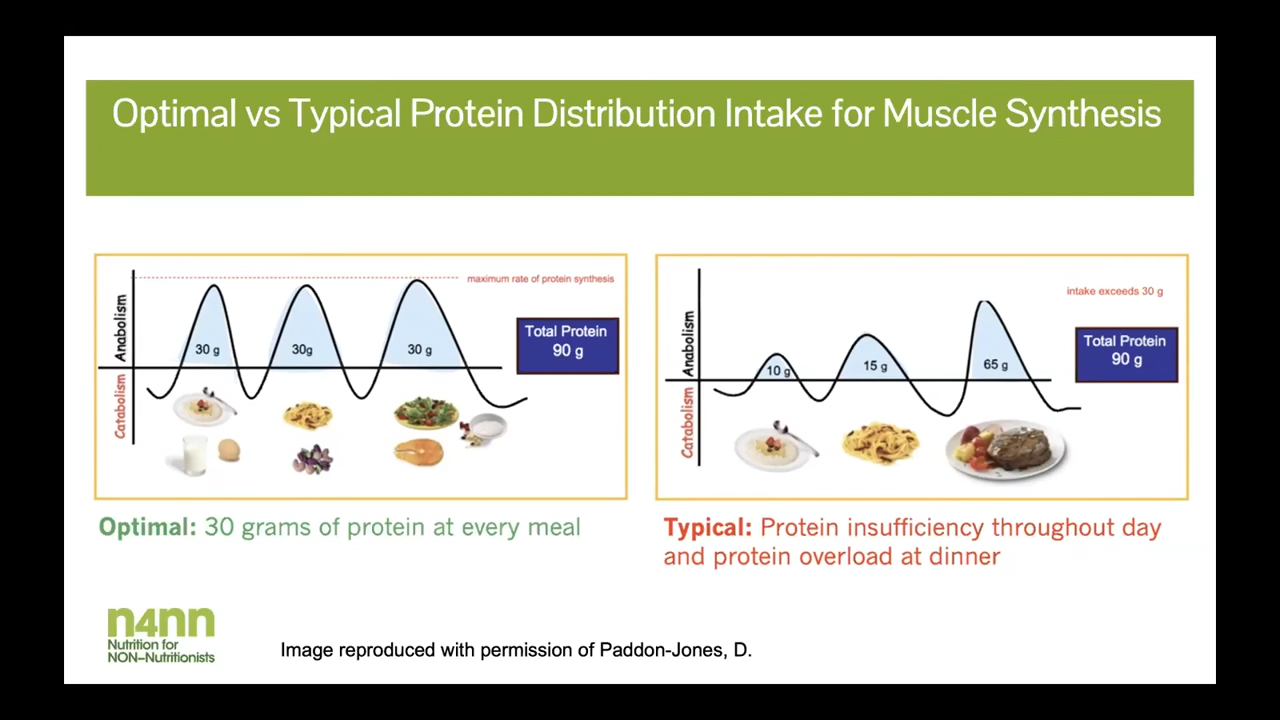 Optimal vs Typical Protein Distribution Intake for Muscle Synthesis
maximum rate of protein synthesis
Anabolism
Catabolism
30 g
30g
30 g
Total Protein
90 g
Optimal: 30 grams of protein at every meal
intake exceeds 30 g
Anabolism
Catabolism
10 g
15 g
65 g
Total Protein
90 g
Typical: Protein insufficiency throughout day
and protein overload at dinner
n4nn
Nutrition for
NON–Nutritionists
Image reproduced with permission of Paddon-Jones, D.